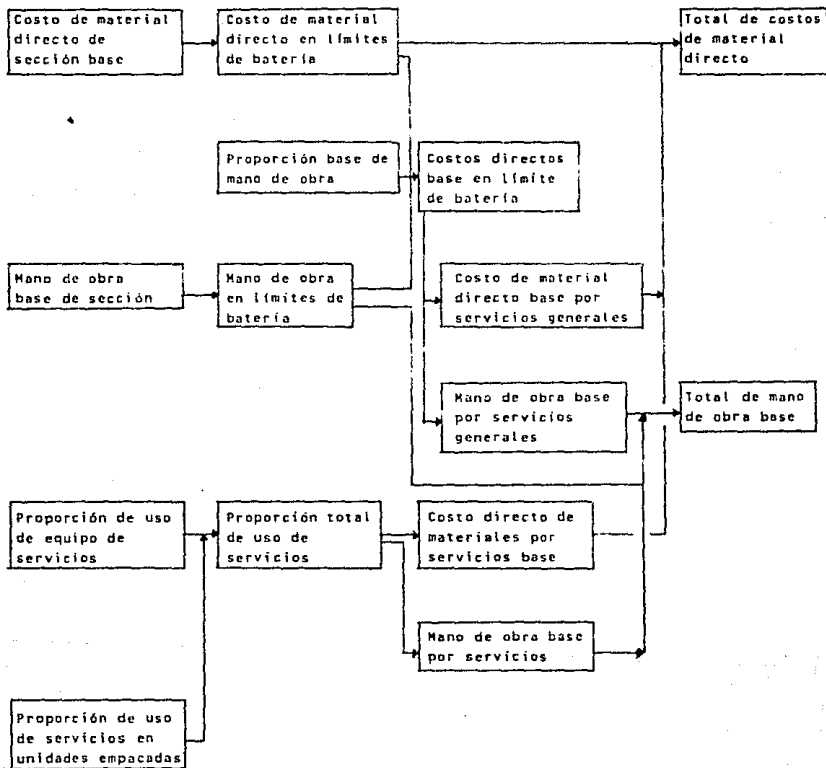 Costo de material
directo de
sección base
Costo de material
directo en límites
de batería
Total de costos
de material
directo
Proporción base de
mano de obra
Costos directos
base en límite
de batería
Mano de obra
base de sección
Mano de obra
en límites de
batería
Costo de material
directo base por
servicios generales
Mano de obra base
por servicios
generales
Total de mano
de obra base
Proporción de uso
de equipo de
servicios
Proporción total
de uso de
servicios
Costo directo de
materiales por
servicios base
Mano de obra base
por servicios
Proporción de uso
de servicios en
unidades empacadas